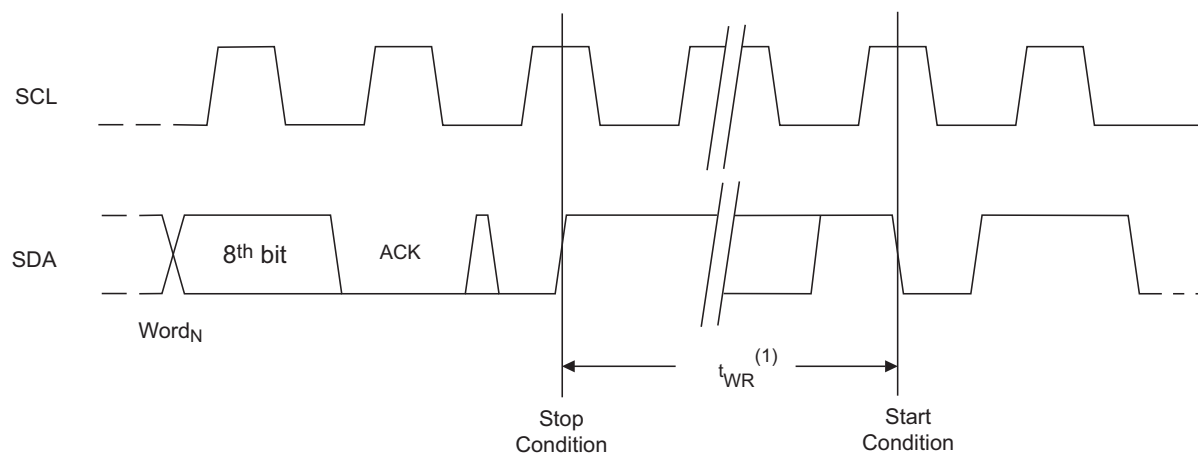 SCL
SDA
8th bit
ACK
WordN
tWR(1)
Stop
Condition
Start
Condition